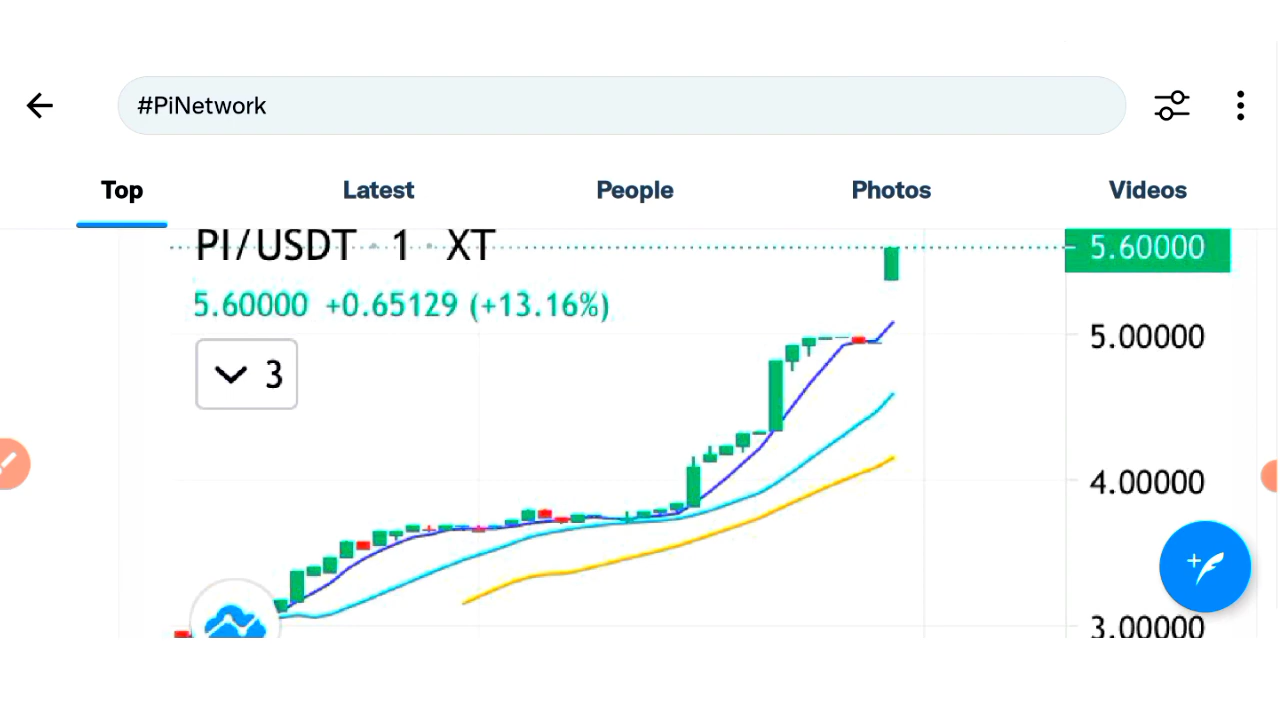 #PiNetwork
Top Latest People Photos Videos
PI/USDT · 1 · XT
5.60000
5.60000 +0.65129 (+13.16%)
5.00000
3
4.00000
3.00000